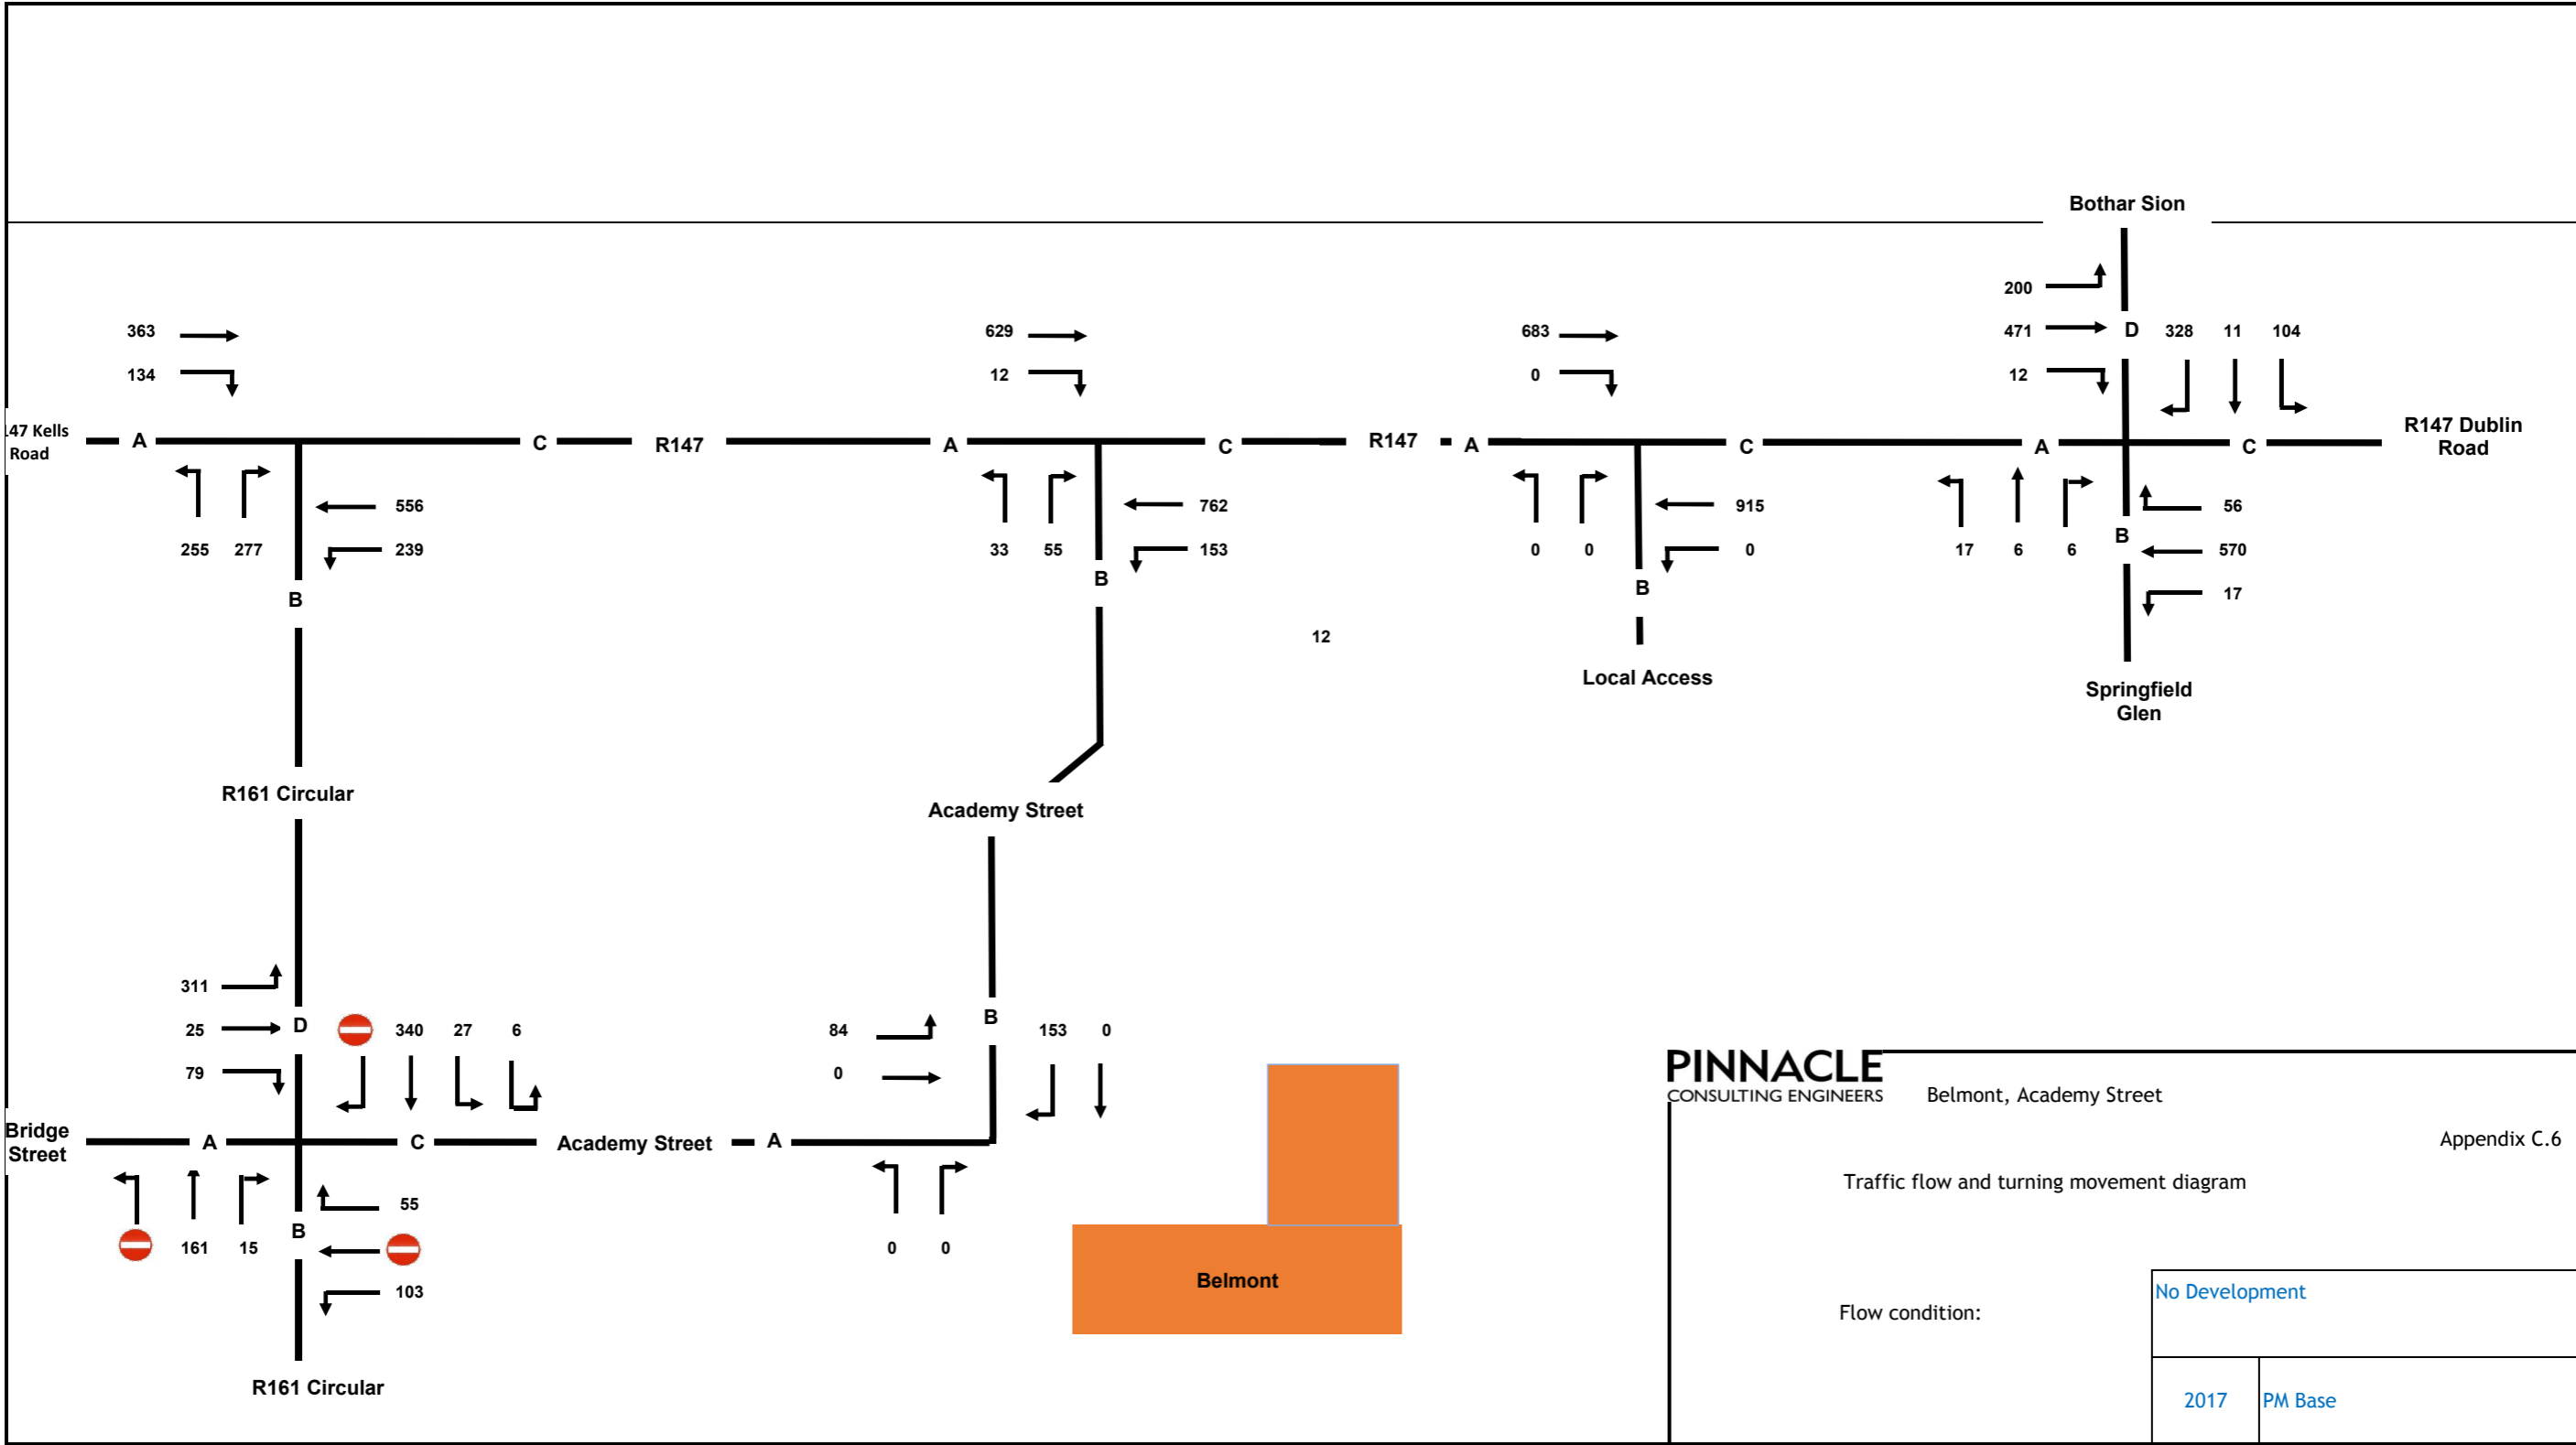 Bothar Sion
200
363
629
683
471
D
328
11
104
134
12
0
12
147 Kells
Road
A
C
R147
A
C
R147
A
C
A
C
R147 Dublin
Road
556
762
915
56
255
277
239
33
55
153
0
0
0
17
6
6
B
570
B
B
B
17
12
Local Access
Springfield
Glen
R161 Circular
Academy Street
311
25
D
340
27
6
84
B
153
0
79
0
PINNACLE
CONSULTING ENGINEERS
Belmont, Academy Street
Bridge
Street
A
C
Academy Street
A
Appendix C.6
Traffic flow and turning movement diagram
55
161
15
B
0
0
103
Belmont
No Development
Flow condition:
R161 Circular
2017
PM Base